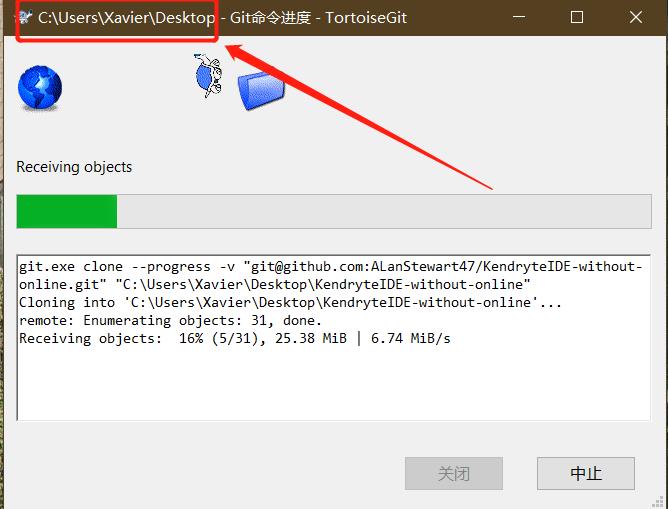 C:\Users\Xavier\Desktop - Git命令进度 - TortoiseGit
Receiving objects
git.exe clone --progress -v "git@github.com:ALanStewart47/KendryteIDE-without-
online.git" "C:\Users\Xavier\Desktop\KendryteIDE-without-online"
Cloning into 'C:\Users\Xavier\Desktop\KendryteIDE-without-online'...
remote: Enumerating objects: 31, done.
Receiving objects:  16% (5/31), 25.38 MiB | 6.74 MiB/s
关闭 中止